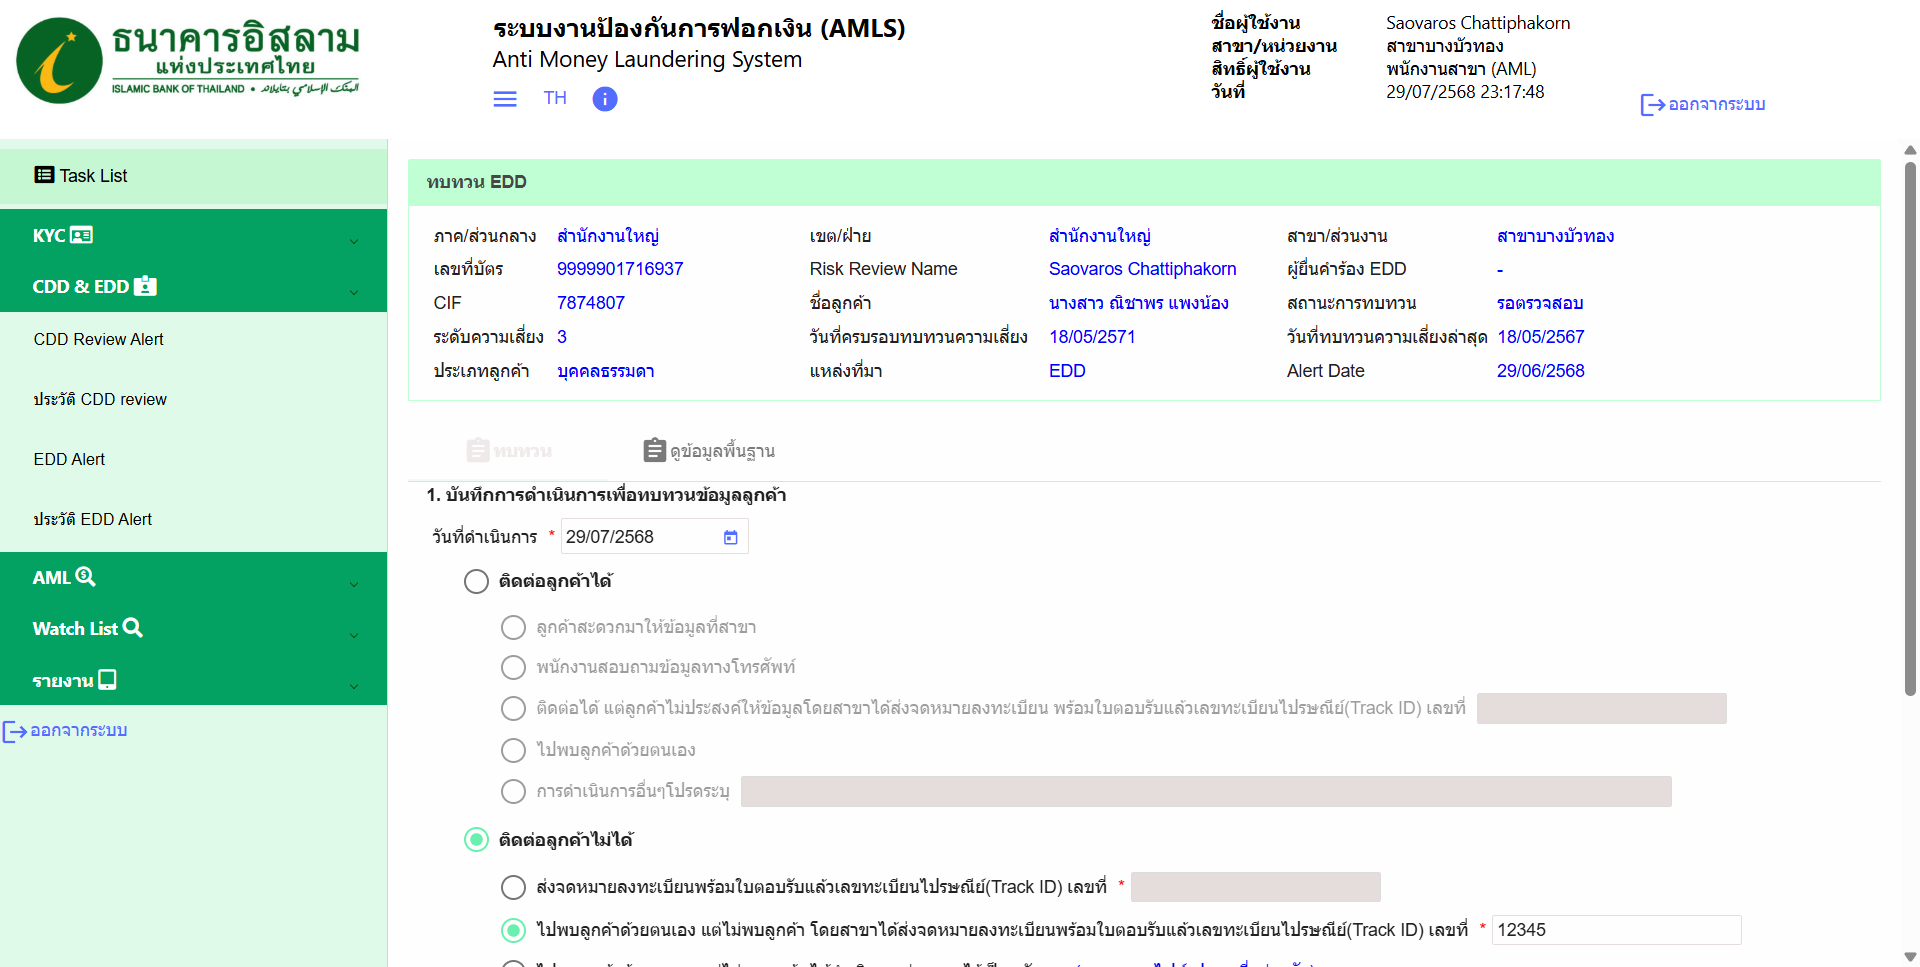 ธนาคารอิสลาม
แห่งประเทศไทย
ISLAMIC BANK OF THAILAND •
ระบบงานป้องกันการฟอกเงิน (AMLS)
Anti Money Laundering System
TH
ชื่อผู้ใช้งาน Saovaros Chattiphakorn
สาขา/หน่วยงาน สาขาบางบัวทอง
สิทธิ์ผู้ใช้งาน พนักงานสาขา (AML)
วันที่ 29/07/2568 23:17:48
ออกจากระบบ
Task List
KYC
CDD & EDD
CDD Review Alert
ประวัติ CDD review
EDD Alert
ประวัติ EDD Alert
AML
Watch List
รายงาน
ออกจากระบบ
ทบทวน EDD
ภาค/ส่วนกลาง สำนักงานใหญ่ เขต/ฝ่าย สำนักงานใหญ่ สาขา/ส่วนงาน สาขาบางบัวทอง
เลขที่บัตร 9999901716937 Risk Review Name Saovaros Chattiphakorn ผู้ยื่นคำร้อง EDD -
CIF 7874807 ชื่อลูกค้า นางสาว ณิชาพร แพงน้อง สถานะการทบทวน รอตรวจสอบ
ระดับความเสี่ยง 3 วันที่ครบรอบทบทวนความเสี่ยง 18/05/2571 วันที่ทบทวนความเสี่ยงล่าสุด 18/05/2567
ประเภทลูกค้า บุคคลธรรมดา แหล่งที่มา EDD Alert Date 29/06/2568
ทบทวน ดูข้อมูลพื้นฐาน
1. บันทึกการดำเนินการเพื่อทบทวนข้อมูลลูกค้า
วันที่ดำเนินการ * 29/07/2568
ติดต่อลูกค้าได้
ลูกค้าสะดวกมาให้ข้อมูลที่สาขา
พนักงานสอบถามข้อมูลทางโทรศัพท์
ติดต่อได้ แต่ลูกค้าไม่ประสงค์ให้ข้อมูลโดยสาขาได้ส่งจดหมายลงทะเบียน พร้อมใบตอบรับแล้วเลขทะเบียนไปรษณีย์(Track ID) เลขที่
ไปพบลูกค้าด้วยตนเอง
การดำเนินการอื่นๆโปรดระบุ
ติดต่อลูกค้าไม่ได้
ส่งจดหมายลงทะเบียนพร้อมใบตอบรับแล้วเลขทะเบียนไปรษณีย์(Track ID) เลขที่ *
ไปพบลูกค้าด้วยตนเอง แต่ไม่พบลูกค้า โดยสาขาได้ส่งจดหมายลงทะเบียนพร้อมใบตอบรับแล้วเลขทะเบียนไปรษณีย์(Track ID) เลขที่ * 12345